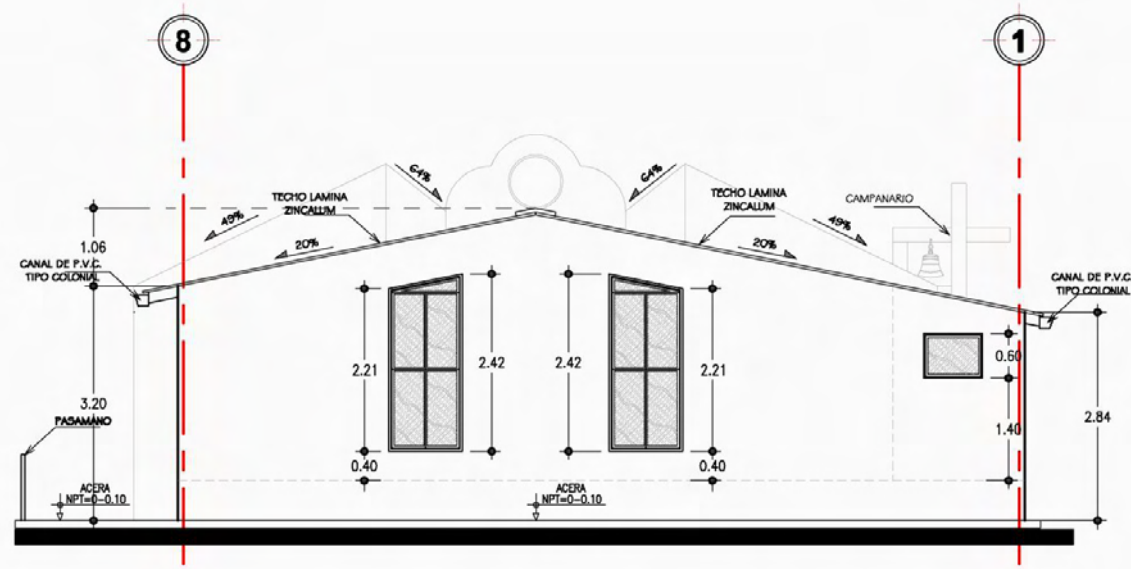 8
1
64%
64%
TECHO LAMINA
ZINCALUM
TECHO LAMINA
ZINCALUM
CAMPANARIO
49%
49%
20%
20%
1.06
CANAL DE P.V.C.
TIPO COLONIAL
CANAL DE P.V.C
TIPO COLONIAL
2.21
2.42
2.42
2.21
0.60
3.20
PASAMANO
1.40
2.84
0.40
0.40
ACERA
NPT=0-0.10
ACERA
NPT=0-0.10